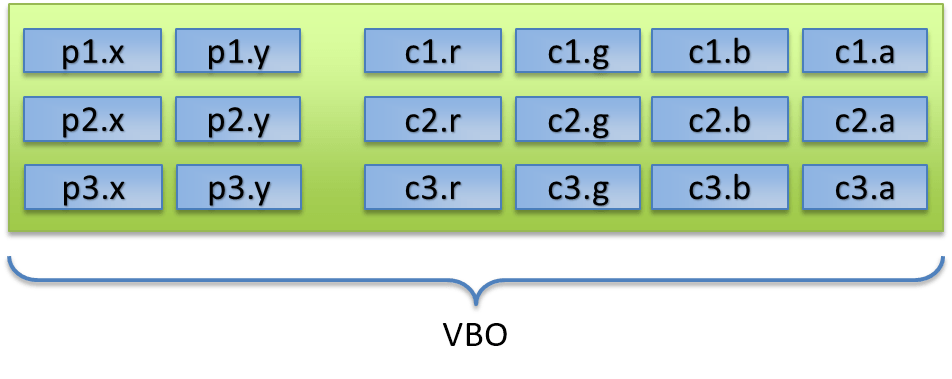 p1.x p1.y c1.r c1.g c1.b c1.a
p2.x p2.y c2.r c2.g c2.b c2.a
p3.x p3.y c3.r c3.g c3.b c3.a
VBO